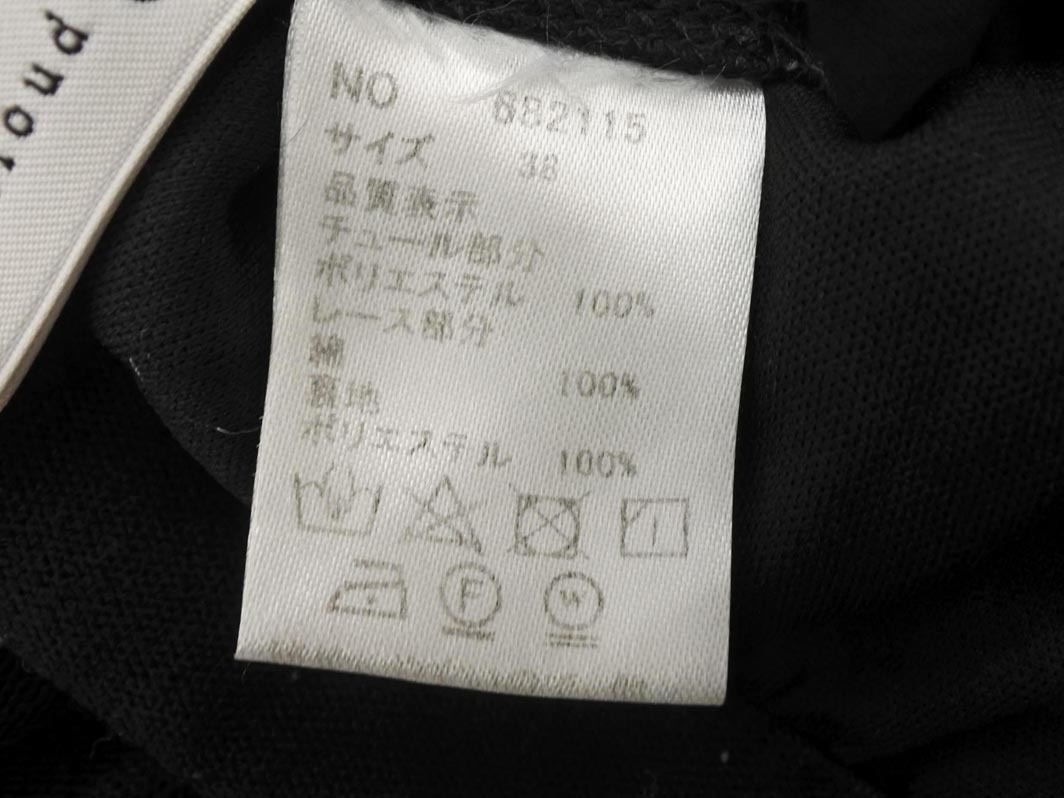 NO 682115
サイズ 38
品質表示
チュール部分
ポリエステル 100%
レース部分
綿 100%
裏地
ポリエステル 100%
F
W